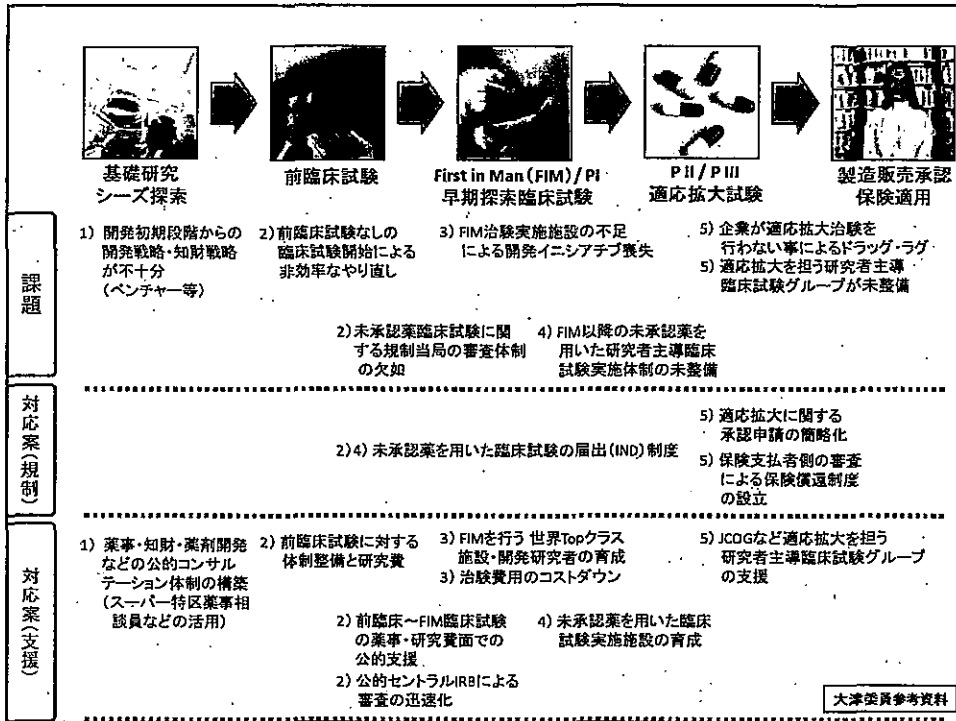 基礎研究
シーズ探索
前臨床試験
First in Man(FIM)/PI
早期探索臨床試験
PII/PIII
適応拡大試験
製造販売承認
保険適用
課題
1) 開発初期段階からの
開発戦略・知財戦略
が不十分
(ベンチャー等)
2)前臨床試験なしの
臨床試験開始による
非効率なやり直し
3) FIM治験実施施設の不足
による開発イニシアチブ喪失
5) 企業が適応拡大治験を
行わない事によるドラッグ・ラグ
5) 適応拡大を担う研究者主導
臨床試験グループが未整備
2)未承認薬臨床試験に関
する規制当局の審査体制
の欠如
4) FIM以降の未承認薬を
用いた研究者主導臨床
試験実施体制の未整備
対応案(規制)
2)4) 未承認薬を用いた臨床試験の届出(IND)制度
5) 適応拡大に関する
承認申請の簡略化
5) 保険支払者側の審査
による保険償還制度
の設立
対応案(支援)
1) 薬事・知財・薬剤開発
などの公的コンサル
テーション体制の構築
(スーパー特区薬事相
談員などの活用)
2) 前臨床試験に対する
体制整備と研究費
3) FIMを行う 世界Topクラス
施設・開発研究者の育成
3) 治験費用のコストダウン
5) JCOGなど適応拡大を担う
研究者主導臨床試験グループ
の支援
2) 前臨床～FIM臨床試験
の薬事・研究費面での
公的支援
2) 公的セントラルIRBによる
審査の迅速化
4) 未承認薬を用いた臨床
試験実施施設の育成
大津委員参考資料